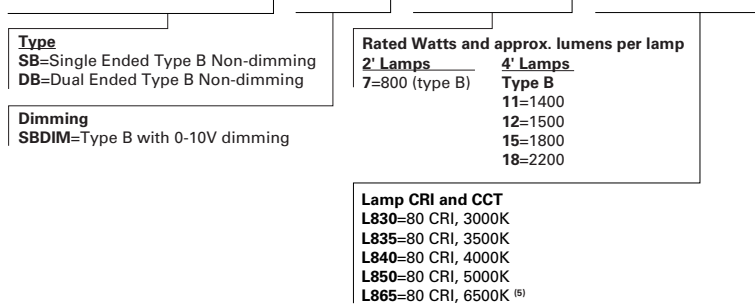 Type
SB=Single Ended Type B Non-dimming
DB=Dual Ended Type B Non-dimming
Dimming
SBDIM=Type B with 0-10V dimming
Rated Watts and approx. lumens per lamp
2' Lamps
7=800 (type B)
4' Lamps
Type B
11=1400
12=1500
15=1800
18=2200
Lamp CRI and CCT
L830=80 CRI, 3000K
L835=80 CRI, 3500K
L840=80 CRI, 4000K
L850=80 CRI, 5000K
L865=80 CRI, 6500K (5)